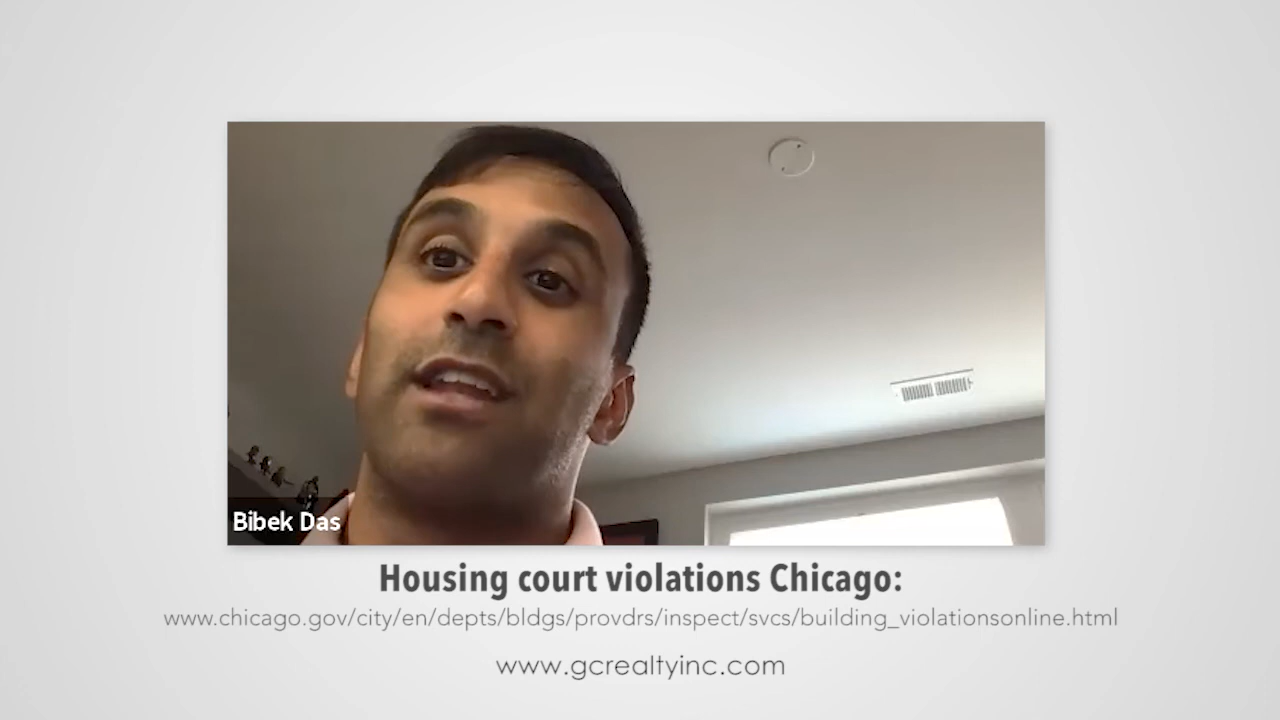 Bibek Das
Housing court violations Chicago:
www.chicago.gov/city/en/depts/bldgs/provdrs/inspect/svcs/building_violationsonline.html
www.gcrealtyinc.com